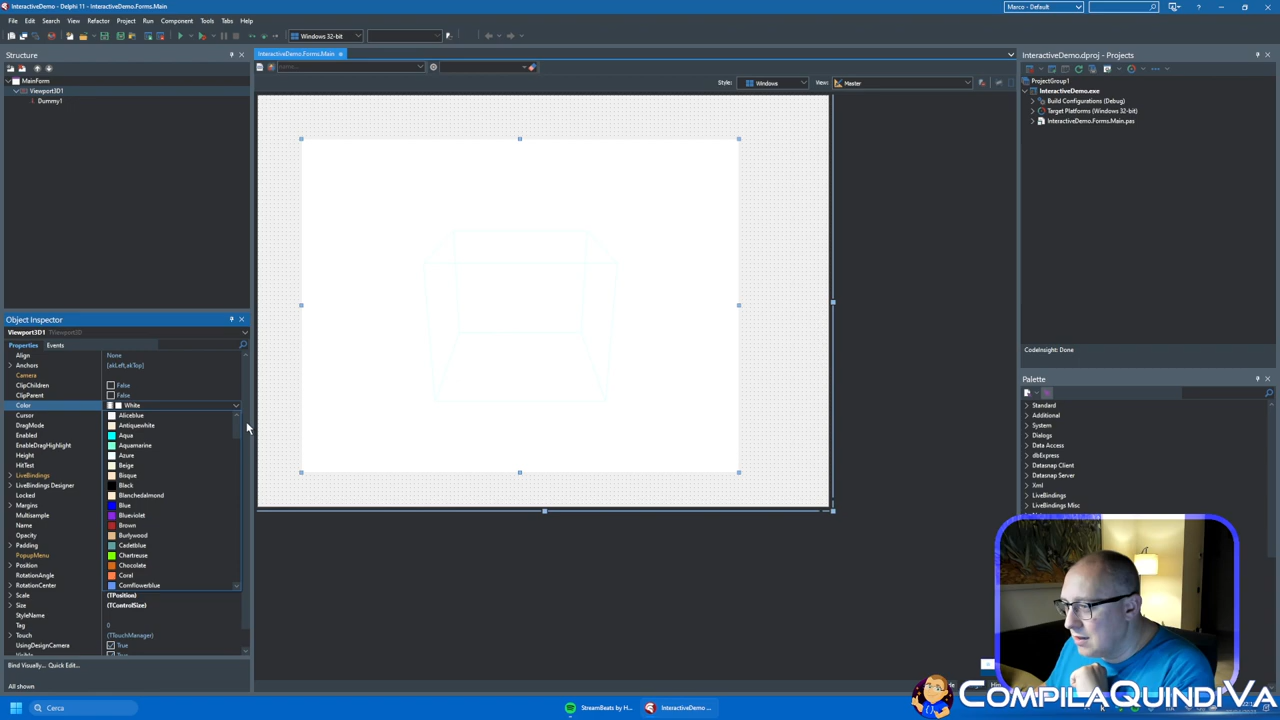 InteractiveDemo - Delphi 11 - InteractiveDemo.Forms.Main
Marco - Default
File Edit Search View Refactor Project Run Component Tools Tabs Help
Windows 32-bit
Structure
MainForm
Viewport3D1
Dummy1
InteractiveDemo.Forms.Main
Style: Windows View: Master
InteractiveDemo.dproj - Projects
ProjectGroup1
InteractiveDemo.exe
Build Configurations (Debug)
Target Platforms (Windows 32-bit)
InteractiveDemo.Forms.Main.pas
CodeInsight: Done
Object Inspector
Viewport3D1 TViewport3D
Properties Events
Align None
Anchors [akLeft,akTop]
Camera
ClipChildren False
ClipParent False
Color White
Cursor Aliceblue
DragMode Antiquewhite
Enabled Aqua
EnableDragHighlight Aquamarine
Height Azure
HitTest Beige
LiveBindings Bisque
LiveBindings Designer Black
Locked Blanchedalmond
Margins Blue
Multisample Blueviolet
Name Brown
Opacity Burlywood
Padding Cadetblue
PopupMenu Chartreuse
Position Chocolate
RotationAngle Coral
RotationCenter Cornflowerblue
Scale (TPosition)
Size (TControlSize)
StyleName
Tag 0
Touch (TTouchManager)
UsingDesignCamera True
Bind Visually... Quick Edit...
All shown
Palette
Standard
Additional
System
Dialogs
Data Access
dbExpress
Datasnap Client
Datasnap Server
Xml
LiveBindings
LiveBindings Misc
CompilaQuindiVa
Cerca
StreamBeats by H...
InteractiveDemo ...